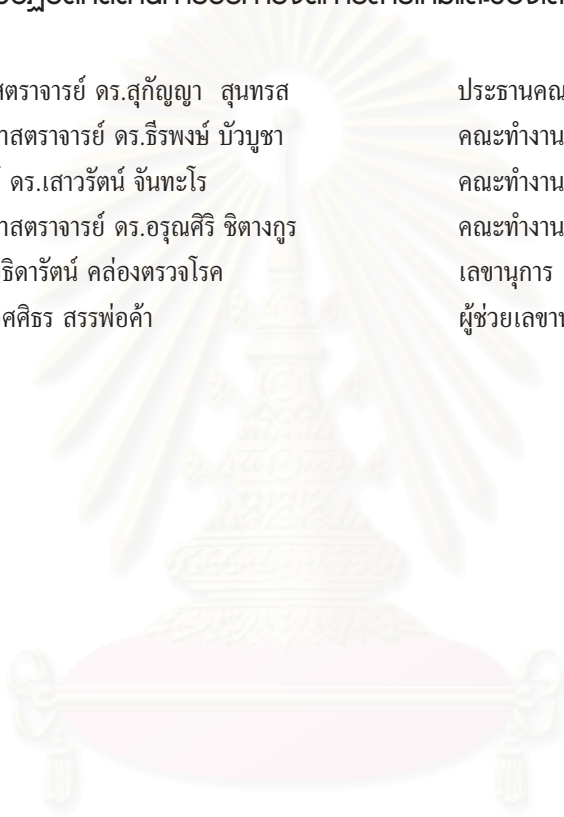 สตราจารย์ ดร.สุกัญญา สุนทรส ประธานคณ
าสตราจารย์ ดร.ธีรพงษ์ บัวบูชา คณะทำงาน
ดร.เสาวรัตน์ จันทะโร คณะทำงาน
าสตราจารย์ ดร.อรุณศิริ ชิตางกูร คณะทำงาน
ธิดารัตน์ คล่องตรวจโรค เลขานุการ
ศศิธร สรรพ่อค้า ผู้ช่วยเลขาน